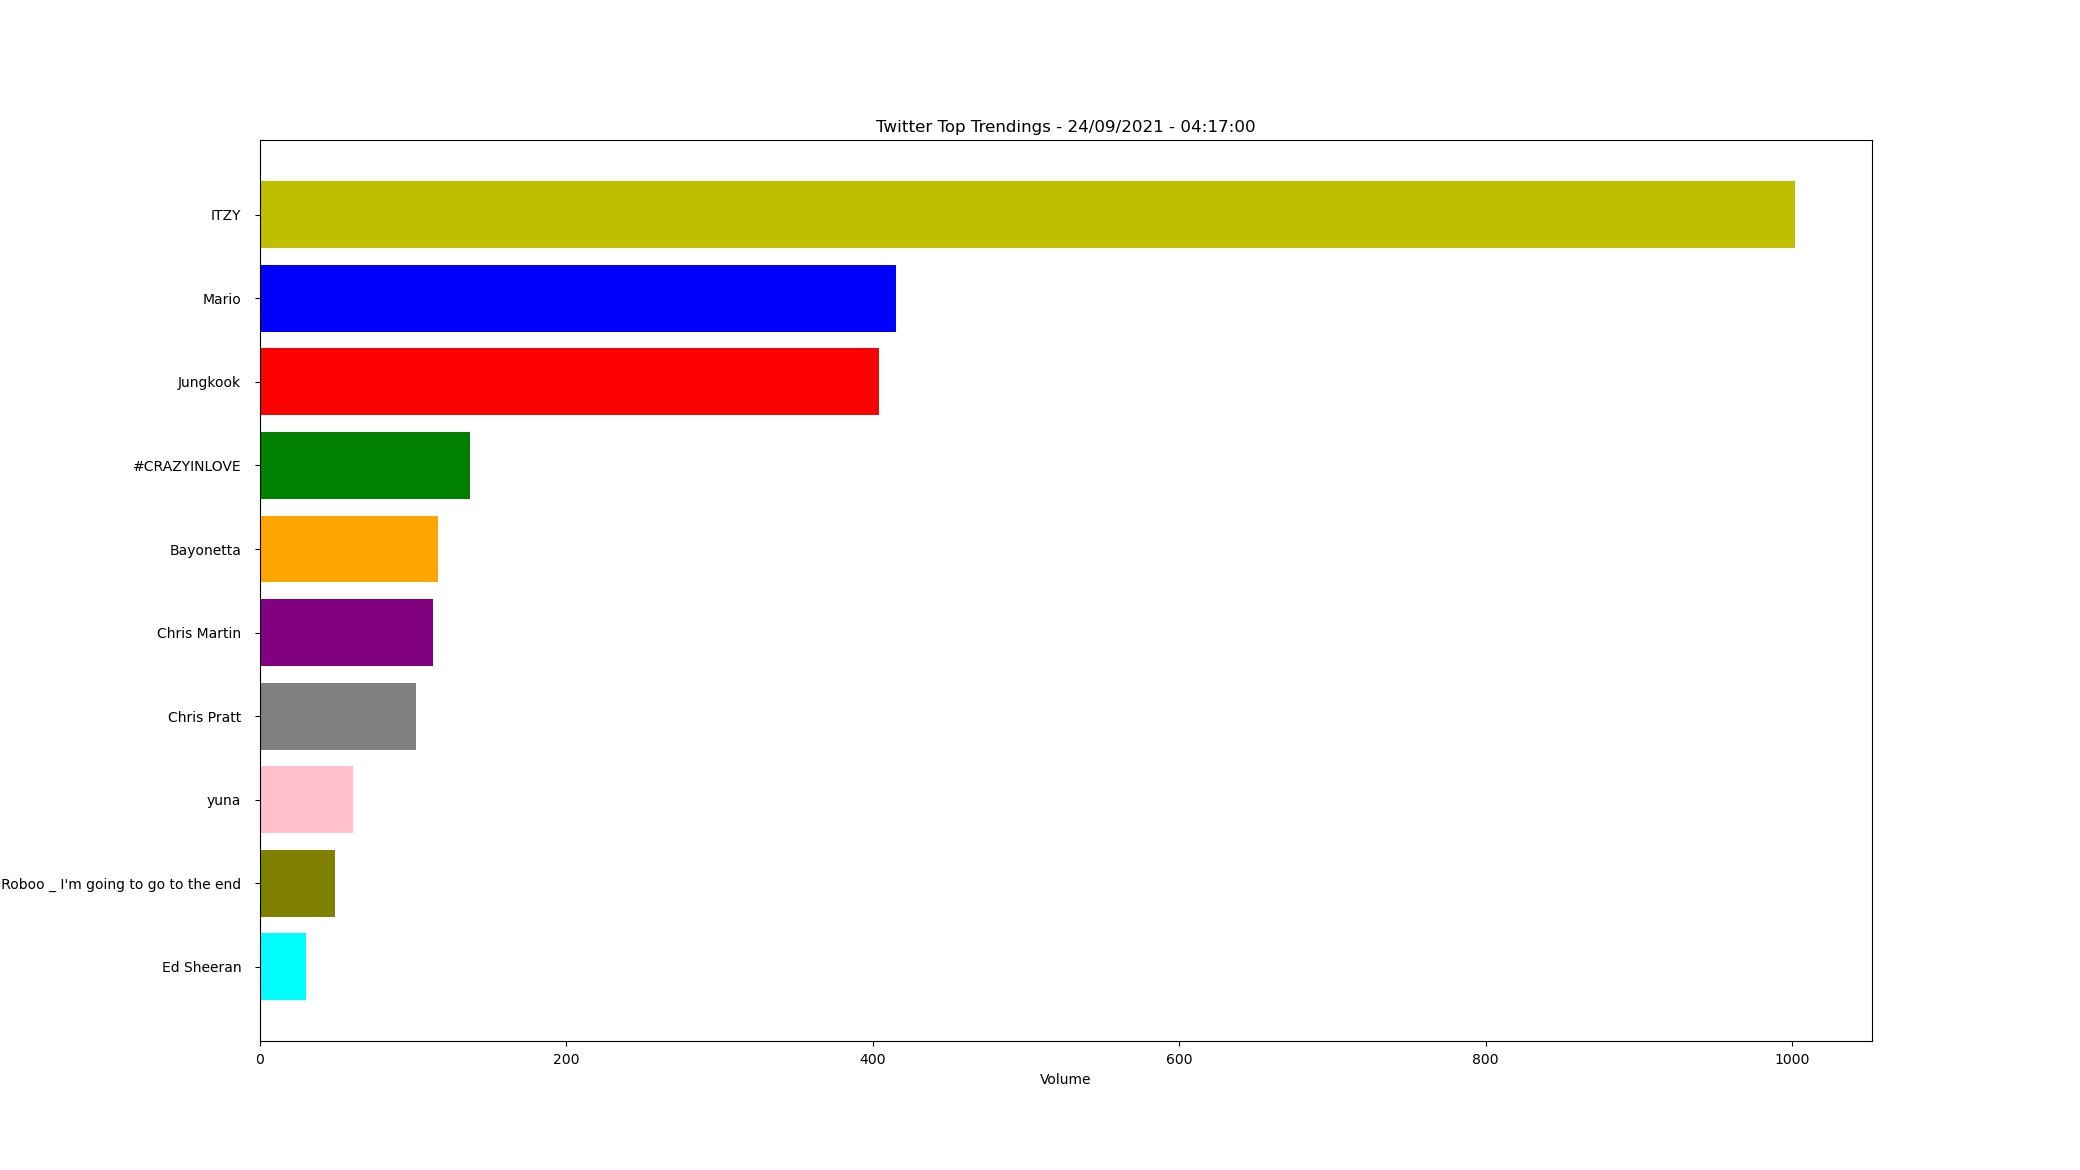 Twitter Top Trendings - 24/09/2021 - 04:17:00
ITZY
Mario
Jungkook
#CRAZYINLOVE
Bayonetta
Chris Martin
Chris Pratt
yuna
Roboo _ I'm going to go to the end
Ed Sheeran
0 200 400 600 800 1000
Volume